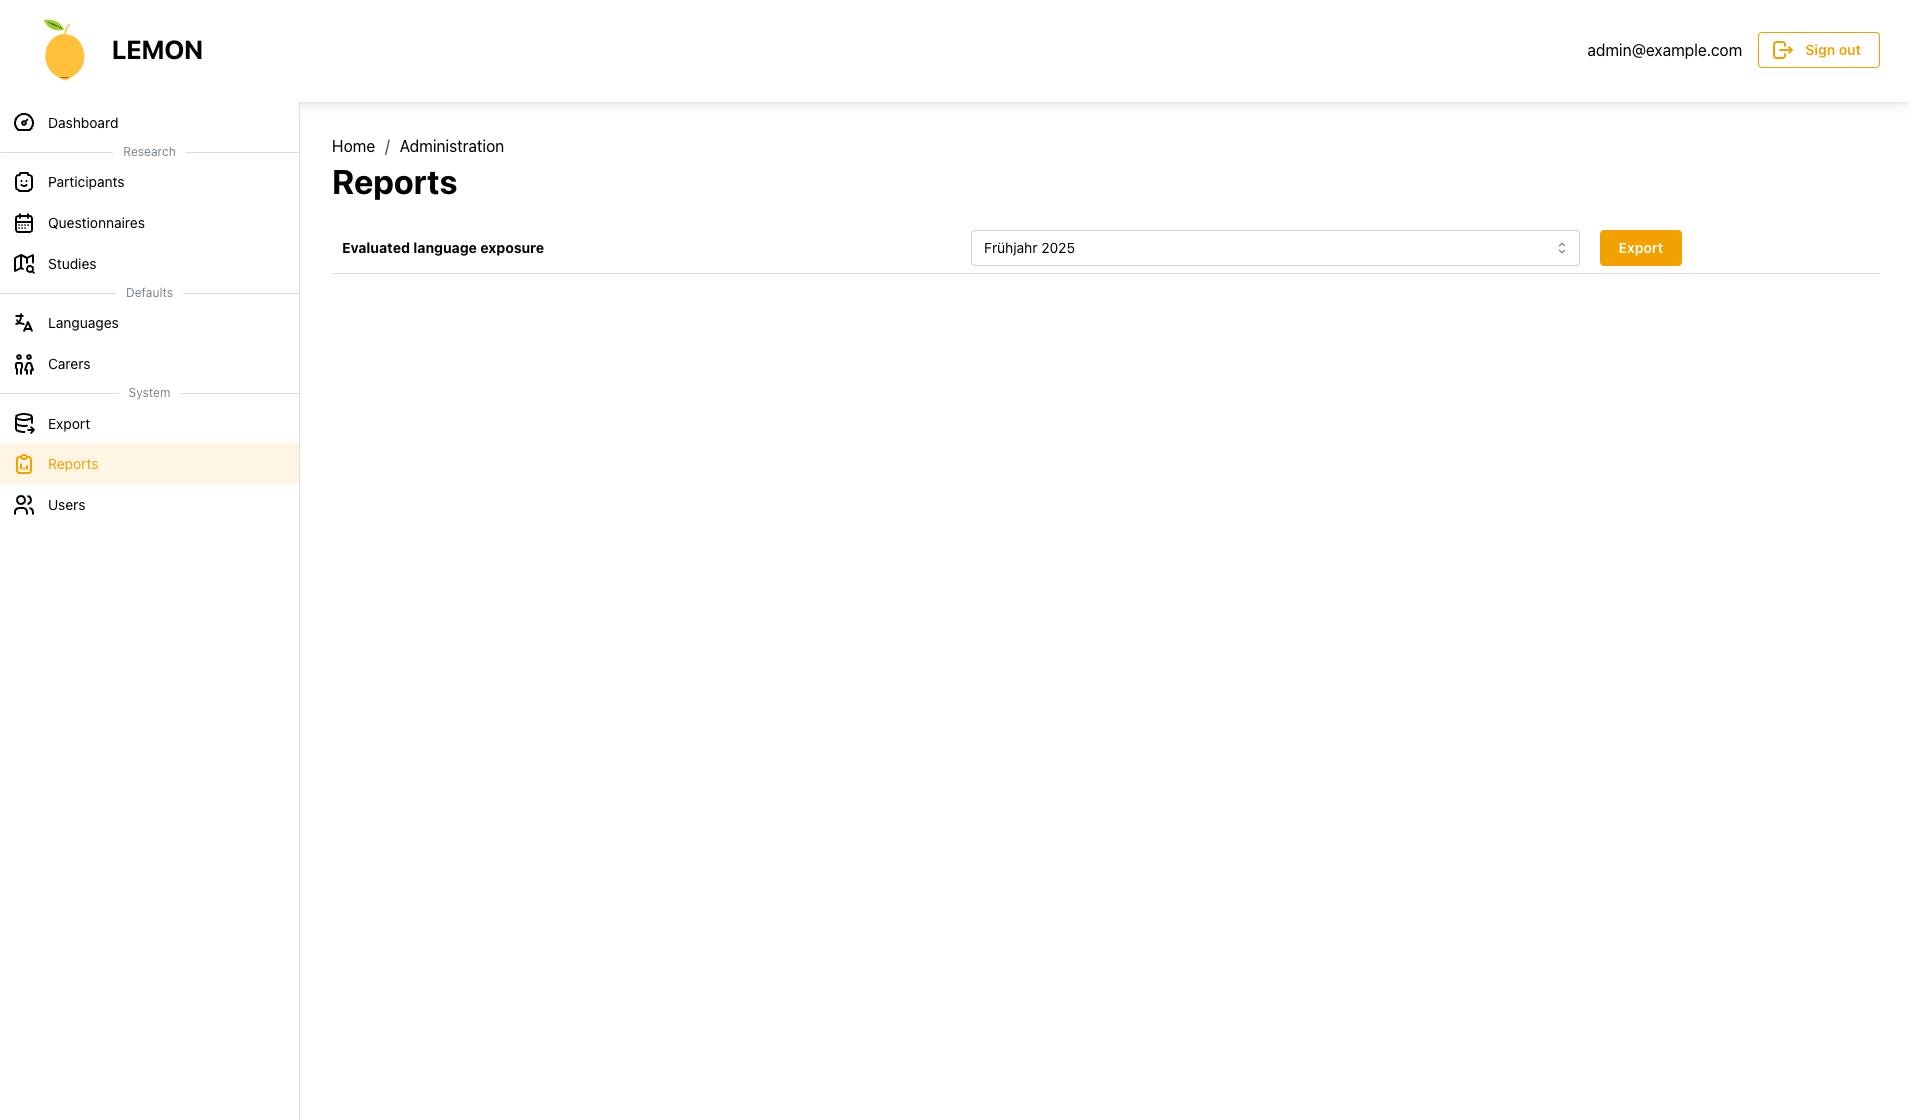 LEMON
admin@example.com
Sign out
Dashboard
Research
Participants
Questionnaires
Studies
Defaults
Languages
Carers
System
Export
Reports
Users
Home / Administration
Reports
Evaluated language exposure
Frühjahr 2025
Export